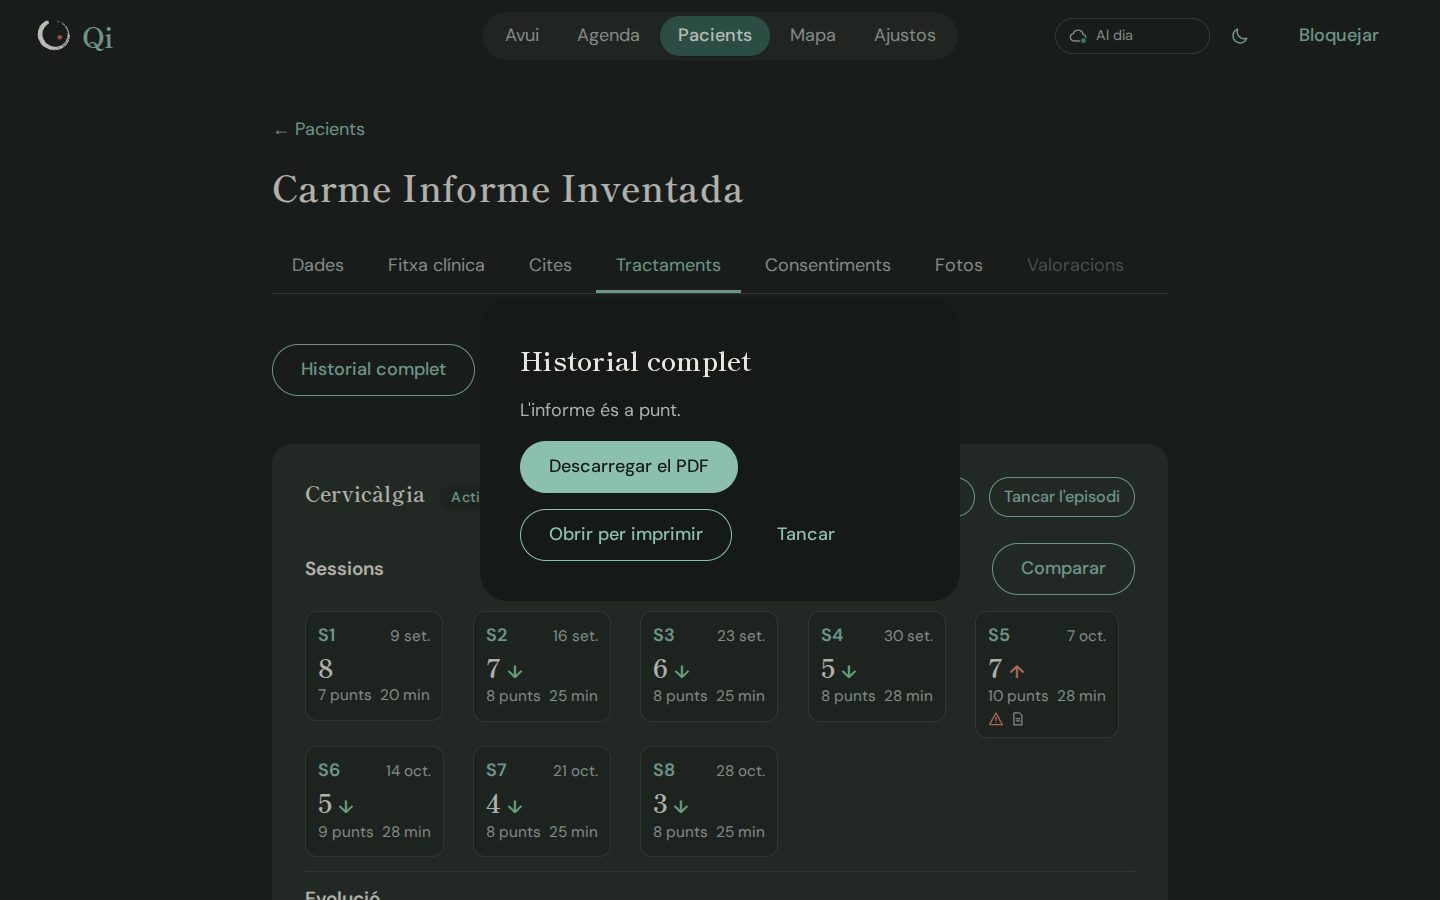 Qi
Avui Agenda Pacients Mapa Ajustos
Al dia
Bloquejar
← Pacients
Carme Informe Inventada
Dades Fitxa clínica Cites Tractaments Consentiments Fotos Valoracions
Historial complet
Historial complet
L'informe és a punt.
Descarregar el PDF
Obrir per imprimir Tancar
Cervicàlgia Acti
Tancar l'episodi
Sessions
Comparar
S1 9 set.
8
7 punts 20 min
S2 16 set.
7 ↓
8 punts 25 min
S3 23 set.
6 ↓
8 punts 25 min
S4 30 set.
5 ↓
8 punts 28 min
S5 7 oct.
7 ↑
10 punts 28 min
S6 14 oct.
5 ↓
9 punts 28 min
S7 21 oct.
4 ↓
8 punts 25 min
S8 28 oct.
3 ↓
8 punts 25 min
Evolució